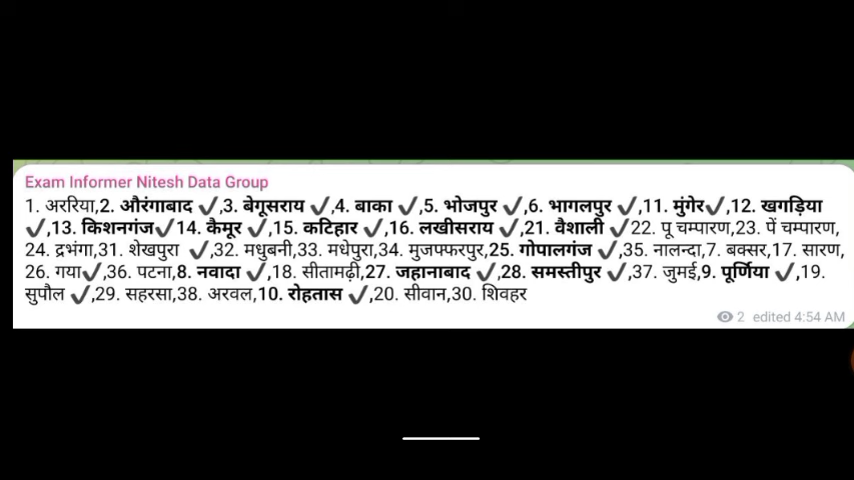 Exam Informer Nitesh Data Group
1. अररिया,2. औरंगाबाद ✔,3. बेगूसराय ✔,4. बाका ✔,5. भोजपुर ✔,6. भागलपुर ✔,11. मुंगेर✔,12. खगड़िया
✔,13. किशनगंज✔14. कैमूर ✔,15. कटिहार ✔,16. लखीसराय ✔,21. वैशाली ✔22. पू चम्पारण,23. पें चम्पारण,
24. द्रभंगा,31. शेखपुरा ✔,32. मधुबनी,33. मधेपुरा,34. मुजफ्फरपुर,25. गोपालगंज ✔,35. नालन्दा,7. बक्सर,17. सारण,
26. गया✔,36. पटना,8. नवादा ✔,18. सीतामढ़ी,27. जहानाबाद ✔,28. समस्तीपुर ✔,37. जुमई,9. पूर्णिया ✔,19.
सुपौल ✔,29. सहरसा,38. अरवल,10. रोहतास ✔,20. सीवान,30. शिवहर
2 edited 4:54 AM